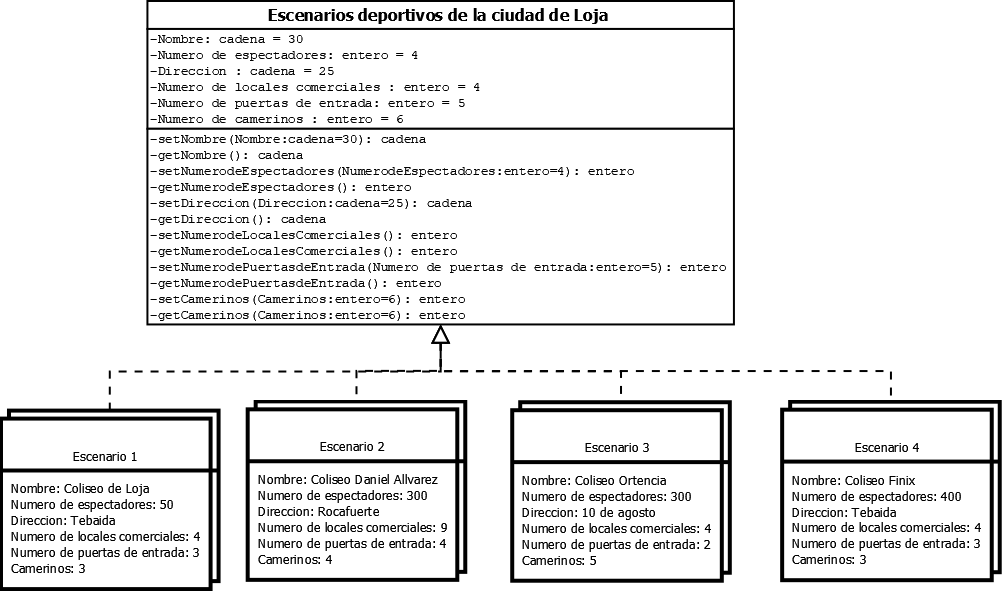 Escenarios deportivos de la ciudad de Loja
-Nombre: cadena = 30
-Numero de espectadores: entero = 4
-Direccion : cadena = 25
-Numero de locales comerciales : entero = 4
-Numero de puertas de entrada: entero = 5
-Numero de camerinos : entero = 6
-setNombre(Nombre:cadena=30): cadena
-getNombre(): cadena
-setNumerodeEspectadores(NumerodeEspectadores:entero=4): entero
-getNumerodeEspectadores(): entero
-setDireccion(Direccion:cadena=25): cadena
-getDireccion(): cadena
-setNumerodeLocalesComerciales(): entero
-getNumerodeLocalesComerciales(): entero
-setNumerodePuertasdeEntrada(Numero de puertas de entrada:entero=5): entero
-getNumerodePuertasdeEntrada(): entero
-setCamerinos(Camerinos:entero=6): entero
-getCamerinos(Camerinos:entero=6): entero
Escenario 1
Nombre: Coliseo de Loja
Numero de espectadores: 50
Direccion: Tebaida
Numero de locales comerciales: 4
Numero de puertas de entrada: 3
Camerinos: 3
Escenario 2
Nombre: Coliseo Daniel Allvarez
Numero de espectadores: 300
Direccion: Rocafuerte
Numero de locales comerciales: 9
Numero de puertas de entrada: 4
Camerinos: 4
Escenario 3
Nombre: Coliseo Ortencia
Numero de espectadores: 300
Direccion: 10 de agosto
Numero de locales comerciales: 4
Numero de puertas de entrada: 2
Camerinos: 5
Escenario 4
Nombre: Coliseo Finix
Numero de espectadores: 400
Direccion: Tebaida
Numero de locales comerciales: 4
Numero de puertas de entrada: 3
Camerinos: 3